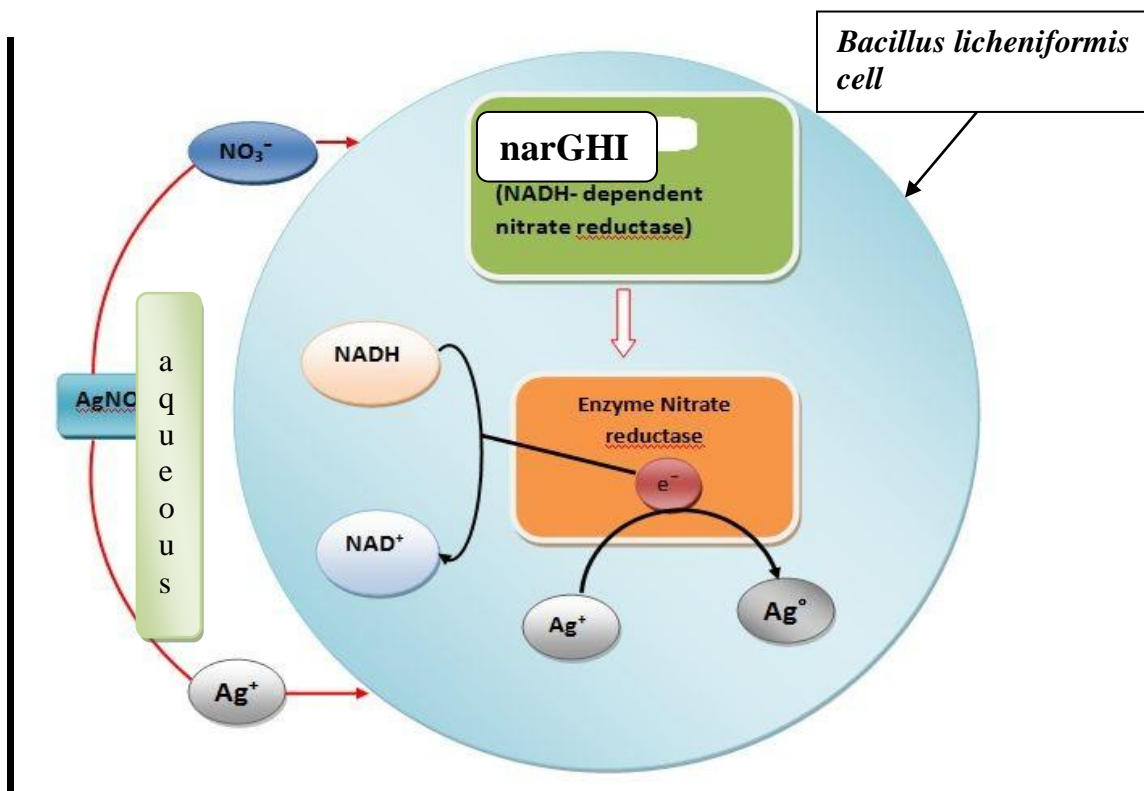 Bacillus licheniformis
cell
NO₃⁻
narGHI
(NADH- dependent
nitrate reductase)
NADH
AgNO
a
q
u
e
o
u
s
Enzyme Nitrate
reductase
e⁻
NAD⁺
Ag⁺
Ag°
Ag⁺